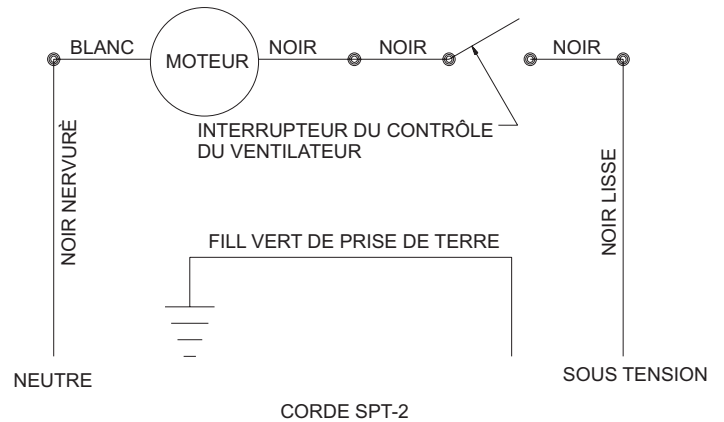 BLANC
MOTEUR
NOIR
NOIR
NOIR
INTERRUPTEUR DU CONTRÔLE
DU VENTILATEUR
NOIR NERVURÈ
NOIR LISSE
FILL VERT DE PRISE DE TERRE
NEUTRE
SOUS TENSION
CORDE SPT-2